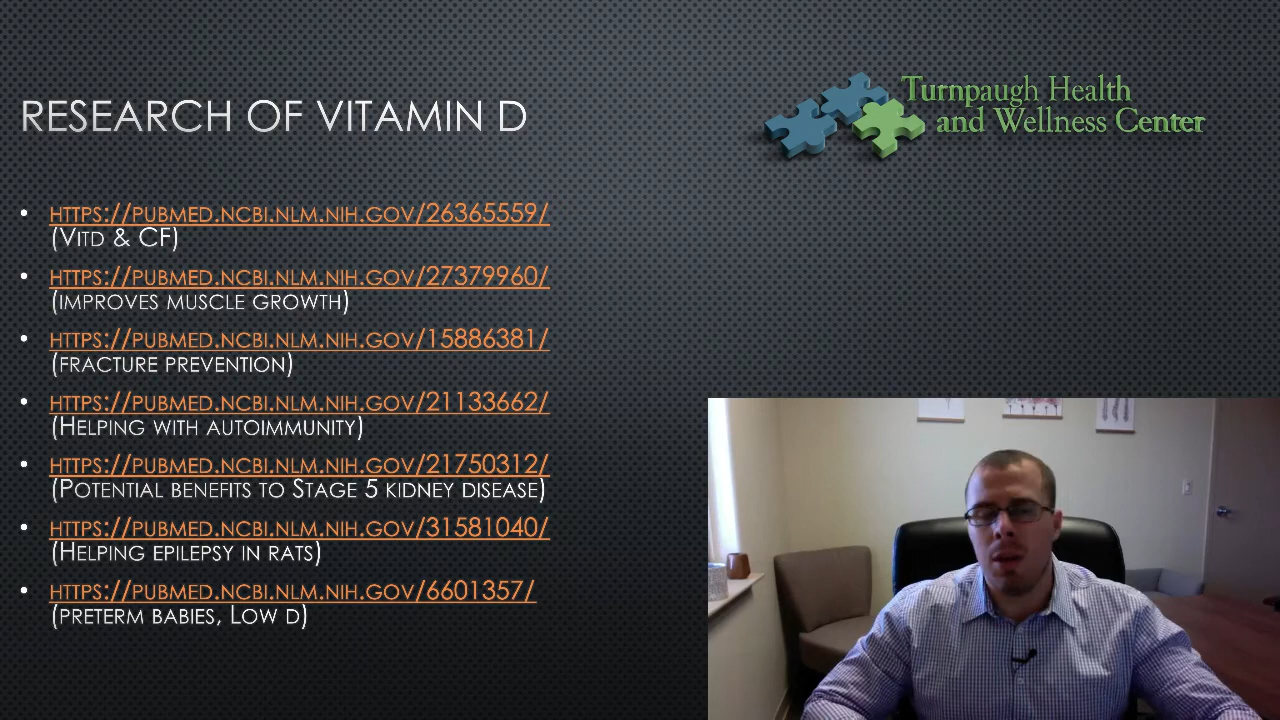 RESEARCH OF VITAMIN D
Turnpaugh Health
and Wellness Center
• HTTPS://PUBMED.NCBI.NLM.NIH.GOV/26365559/
(VITD & CF)
• HTTPS://PUBMED.NCBI.NLM.NIH.GOV/27379960/
(IMPROVES MUSCLE GROWTH)
• HTTPS://PUBMED.NCBI.NLM.NIH.GOV/15886381/
(FRACTURE PREVENTION)
• HTTPS://PUBMED.NCBI.NLM.NIH.GOV/21133662/
(HELPING WITH AUTOIMMUNITY)
• HTTPS://PUBMED.NCBI.NLM.NIH.GOV/21750312/
(POTENTIAL BENEFITS TO STAGE 5 KIDNEY DISEASE)
• HTTPS://PUBMED.NCBI.NLM.NIH.GOV/31581040/
(HELPING EPILEPSY IN RATS)
• HTTPS://PUBMED.NCBI.NLM.NIH.GOV/6601357/
(PRETERM BABIES, LOW D)